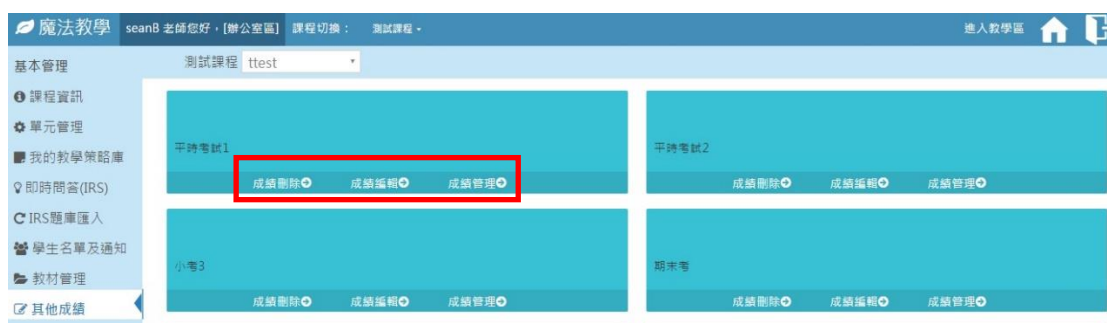 魔法教學 seanB 老師您好，[辦公室區] 課程切換： 測試課程 進入教學區
基本管理
測試課程 ttest
課程資訊
單元管理
我的教學策略庫
即時問答(IRS)
IRS題庫匯入
學生名單及通知
教材管理
其他成績
平時考試1
成績刪除 成績編輯 成績管理
平時考試2
成績刪除 成績編輯 成績管理
小考3
成績刪除 成績編輯 成績管理
期末考
成績刪除 成績編輯 成績管理